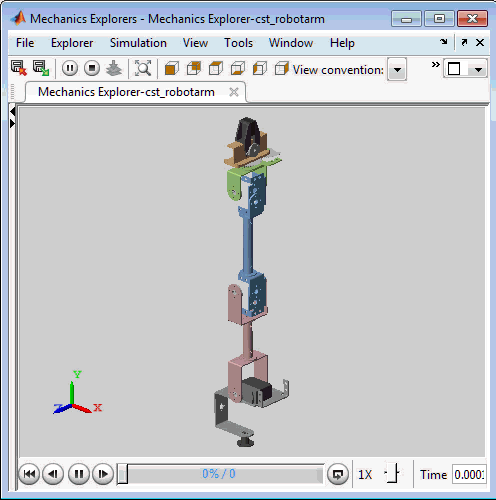 Mechanics Explorers - Mechanics Explorer-cst_robotarm
File Explorer Simulation View Tools Window Help
View convention: »
Mechanics Explorer-cst_robotarm
Y
Z X
0% / 0 1X Time 0.000